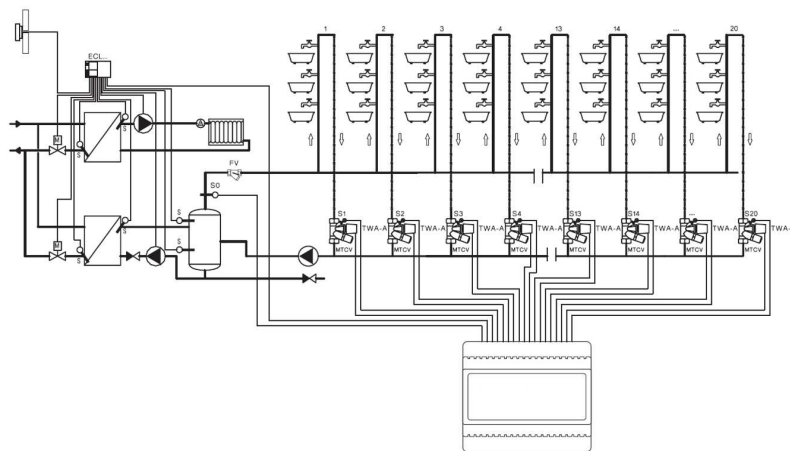 1 2 3 4 13 14 ... 20
ECL...
S S
M
A
FV
S0
S1 S2 S3 S4 S13 S14 ... S20
S
TWA-A TWA-A TWA-A TWA-A TWA-A TWA-A TWA-A TWA-
M S S
MTCV MTCV MTCV MTCV MTCV MTCV MTCV MTCV
S
S